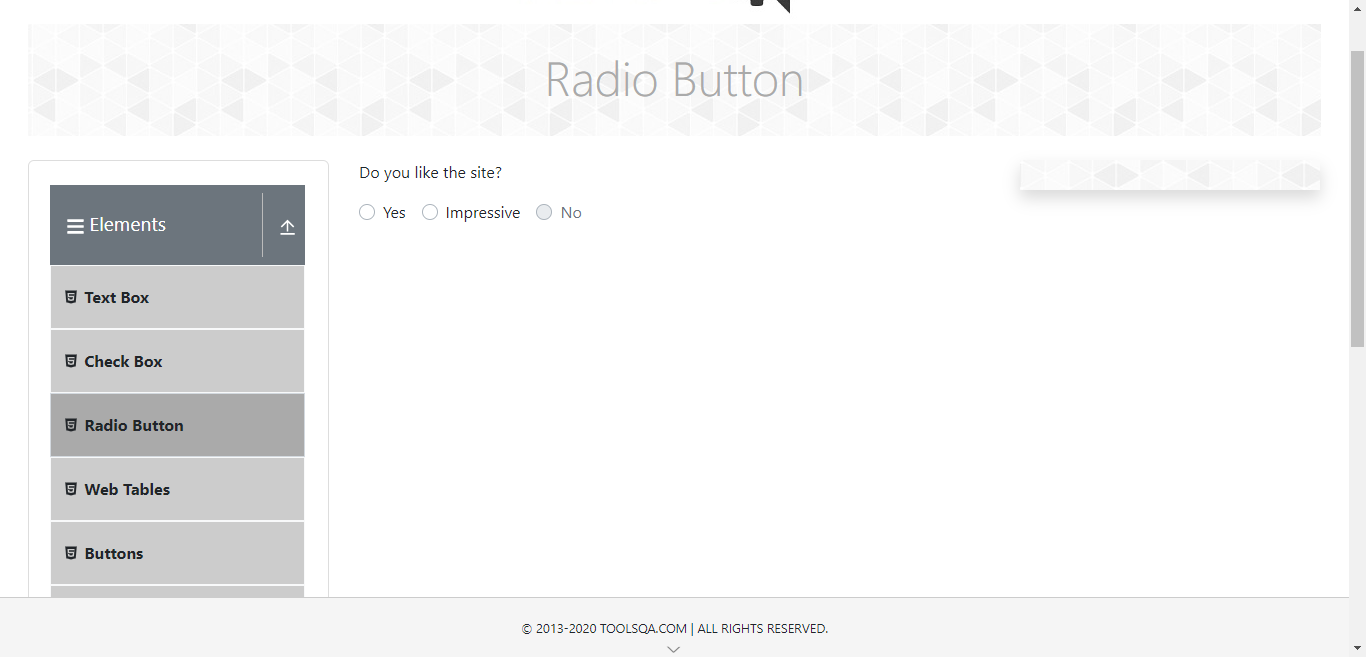 Radio Button
Do you like the site?
Yes Impressive No
Elements
Text Box
Check Box
Radio Button
Web Tables
Buttons
© 2013-2020 TOOLSQA.COM | ALL RIGHTS RESERVED.